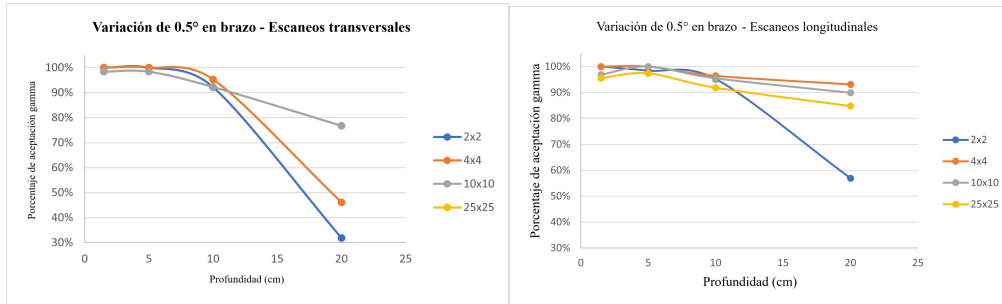 Variación de 0.5° en brazo - Escaneos transversales
Porcentaje de aceptación gamma
100%
90%
80%
70%
60%
50%
40%
30%
0 5 10 15 20 25
Profundidad (cm)
2x2
4x4
10x10
25x25
Variación de 0.5° en brazo - Escaneos longitudinales
Porcentaje de aceptación gamma
100%
90%
80%
70%
60%
50%
40%
30%
0 5 10 15 20 25
Profundidad (cm)
2x2
4x4
10x10
25x25